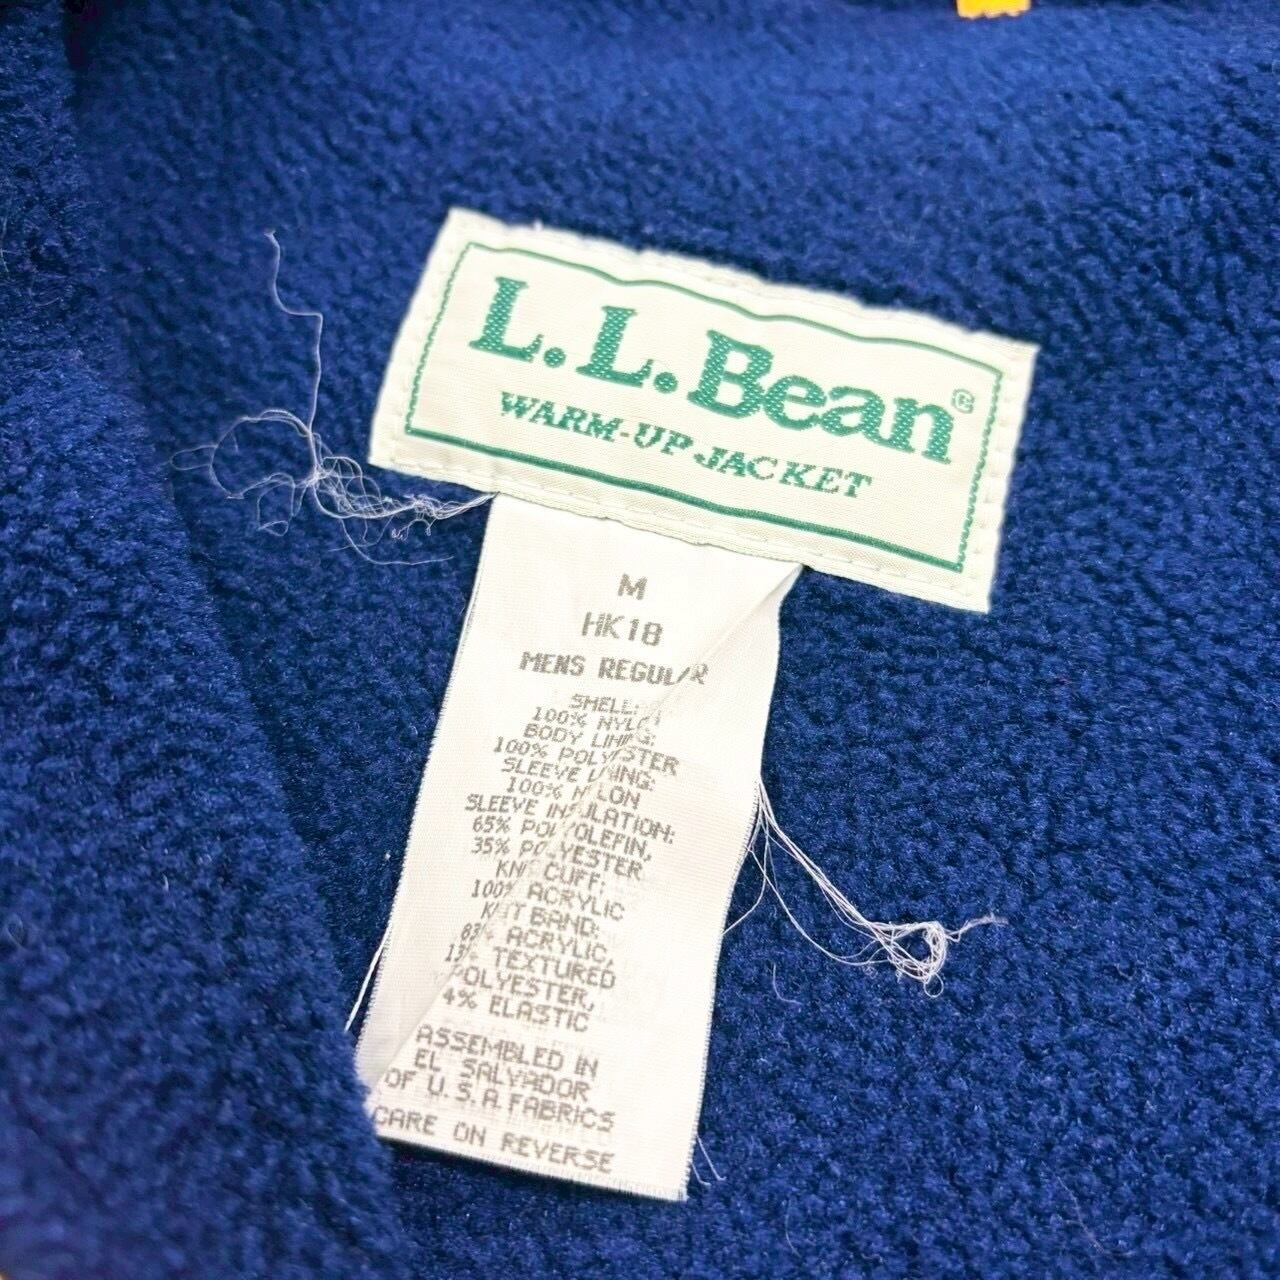 L.L.Bean®
WARM-UP JACKET
M
HK18
MENS REGULAR
SHELL:
100% NYLON
BODY LINING:
100% POLYESTER
SLEEVE LINING:
100% NYLON
SLEEVE INSULATION:
65% POLYOLEFIN,
35% POLYESTER
KNIT CUFF:
100% ACRYLIC
KNIT BAND:
83% ACRYLIC,
13% TEXTURED
POLYESTER,
4% ELASTIC
ASSEMBLED IN
EL SALVADOR
OF U.S.A. FABRICS
CARE ON REVERSE